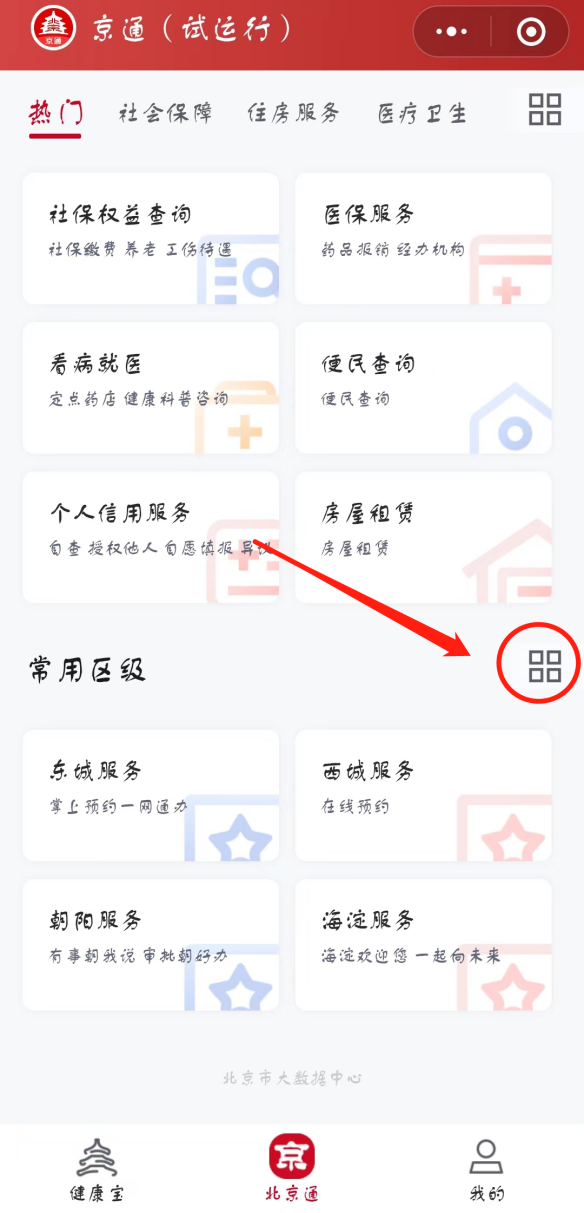 京通
京通（试运行）
热门 社会保障 住房服务 医疗卫生
社保权益查询
社保缴费 养老 工伤待遇
医保服务
药品报销 经办机构
看病就医
定点药店 健康科普咨询
便民查询
便民查询
个人信用服务
自查 授权他人 自愿填报 异议
房屋租赁
房屋租赁
常用区级
东城服务
掌上预约一网通办
西城服务
在线预约
朝阳服务
有事朝我说 审批朝好办
海淀服务
海淀欢迎您 一起向未来
北京市大数据中心
健康宝
京
北京通
我的